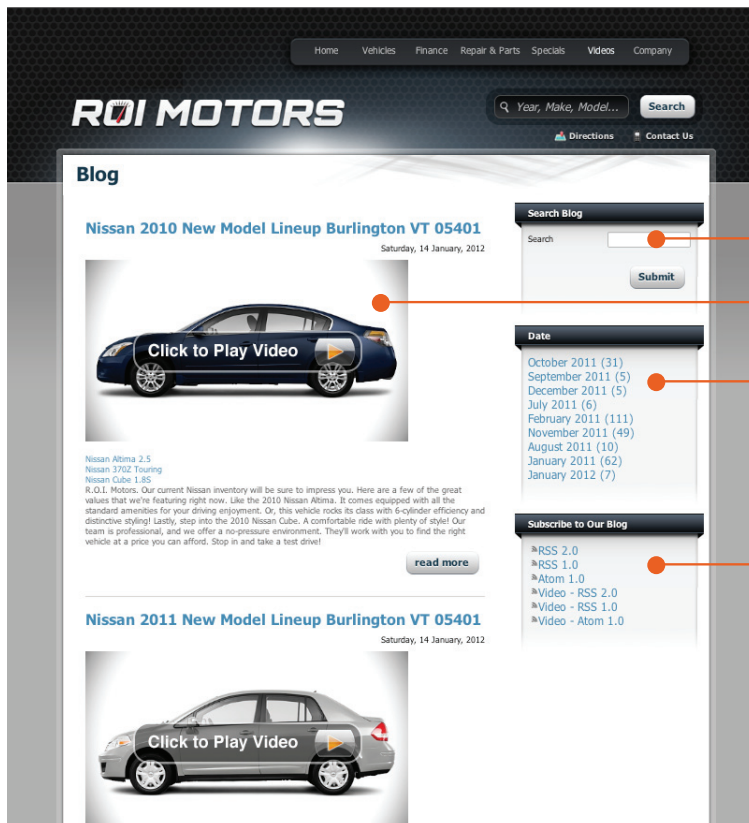 Home Vehicles Finance Repair & Parts Specials Videos Company
ROI MOTORS
Year, Make, Model...
Search
Directions
Contact Us
Blog
Nissan 2010 New Model Lineup Burlington VT 05401
Saturday, 14 January, 2012
Click to Play Video
Nissan Altima 2.5
Nissan 370Z Touring
Nissan Cube 1.8S
R.O.I. Motors. Our current Nissan inventory will be sure to impress you. Here are a few of the great
values that we're featuring right now. Like the 2010 Nissan Altima. It comes equipped with all the
standard amenities for your driving enjoyment. Or, this vehicle rocks its class with 6-cylinder efficiency and
distinctive styling! Lastly, step into the 2010 Nissan Cube. A comfortable ride with plenty of style! Our
team is professional, and we offer a no-pressure environment. They'll work with you to find the right
vehicle at a price you can afford. Stop in and take a test drive!
read more
Nissan 2011 New Model Lineup Burlington VT 05401
Saturday, 14 January, 2012
Click to Play Video
Search Blog
Search
Submit
Date
October 2011 (31)
September 2011 (5)
December 2011 (5)
July 2011 (6)
February 2011 (111)
November 2011 (49)
August 2011 (10)
January 2011 (62)
January 2012 (7)
Subscribe to Our Blog
RSS 2.0
RSS 1.0
Atom 1.0
Video - RSS 2.0
Video - RSS 1.0
Video - Atom 1.0